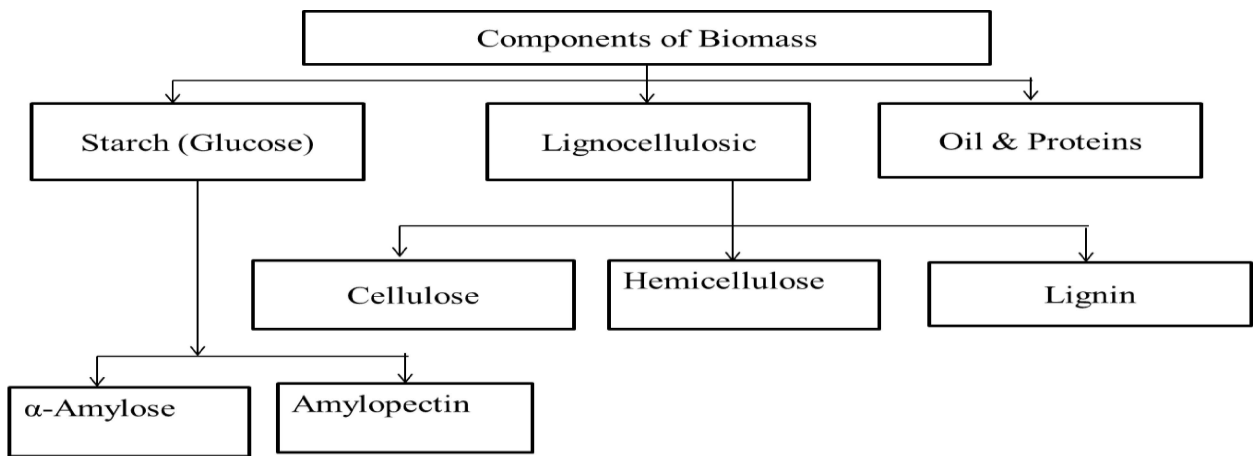 Components of Biomass
Starch (Glucose)
Lignocellulosic
Oil & Proteins
Cellulose
Hemicellulose
Lignin
α-Amylose
Amylopectin